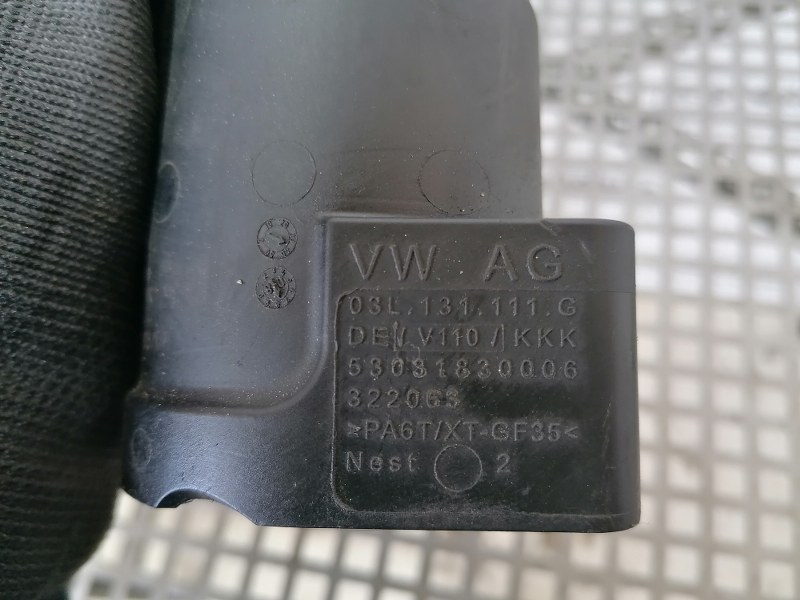 VW AG
03L.131.111.G
DE/. V110 / KKK
53031830006
322063
>PA6T/XT-GF35<
Nest 2